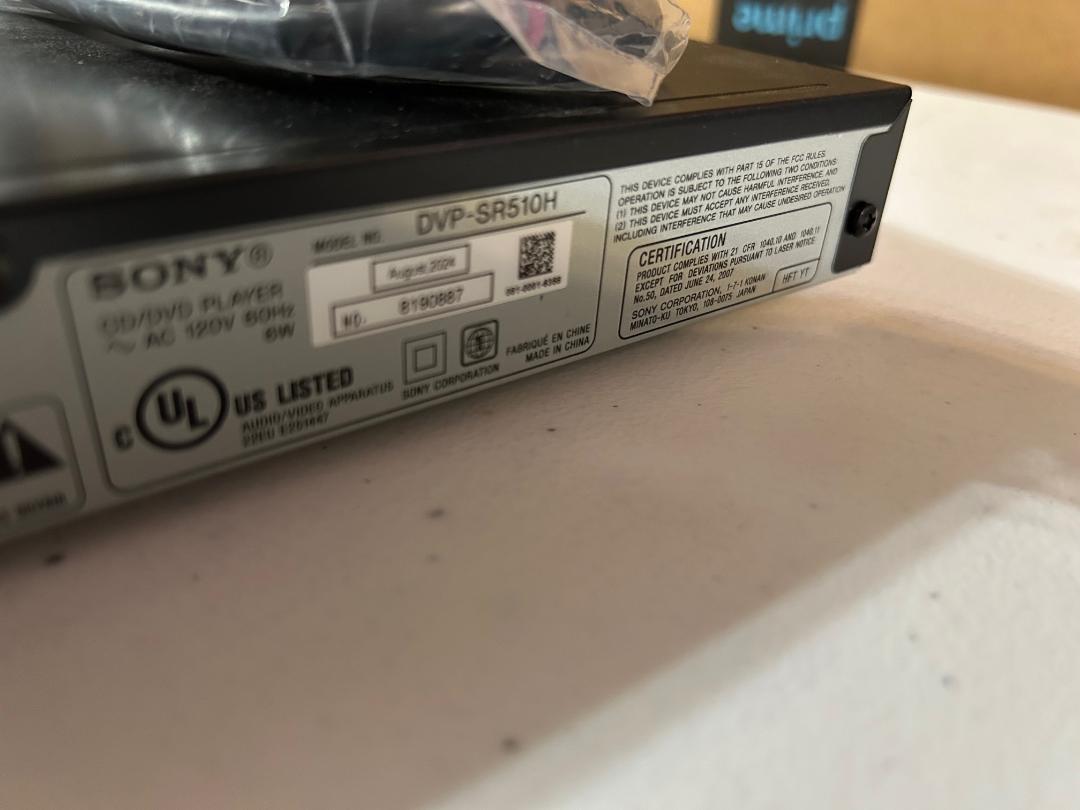 prime
SONY®
MODEL NO. DVP-SR510H
CD/DVD PLAYER
~ AC 120V 60Hz
6W
August 2024
NO. 8190887
C UL US LISTED
AUDIO/VIDEO APPARATUS
22EU E251447
SONY CORPORATION
FABRIQUÉ EN CHINE
MADE IN CHINA
THIS DEVICE COMPLIES WITH PART 15 OF THE FCC RULES
OPERATION IS SUBJECT TO THE FOLLOWING TWO CONDITIONS:
(1) THIS DEVICE MAY NOT CAUSE HARMFUL INTERFERENCE, AND
(2) THIS DEVICE MUST ACCEPT ANY INTERFERENCE RECEIVED,
INCLUDING INTERFERENCE THAT MAY CAUSE UNDESIRED OPERATION
CERTIFICATION
PRODUCT COMPLIES WITH 21 CFR 1040.10 AND 1040.11
EXCEPT FOR DEVIATIONS PURSUANT TO LASER NOTICE
No.50, DATED JUNE 24, 2007
SONY CORPORATION, 1-7-1 KONAN
MINATO-KU TOKYO, 108-0075 JAPAN
HFT YT